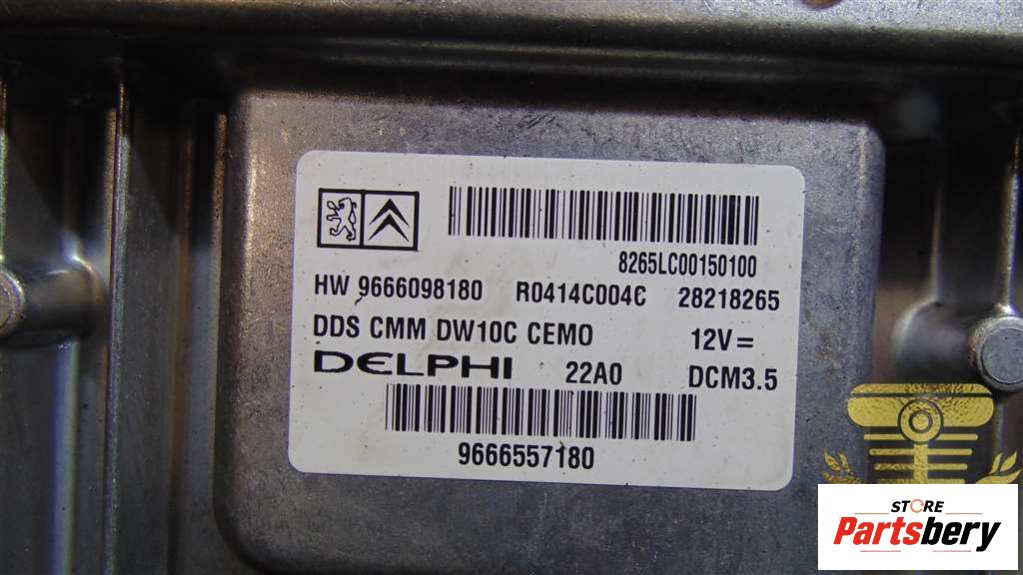 8265LC00150100
HW 9666098180 R0414C004C 28218265
DDS CMM DW10C CEMO 12V=
DELPHI 22A0 DCM3.5
9666557180
STORE
Partsbery